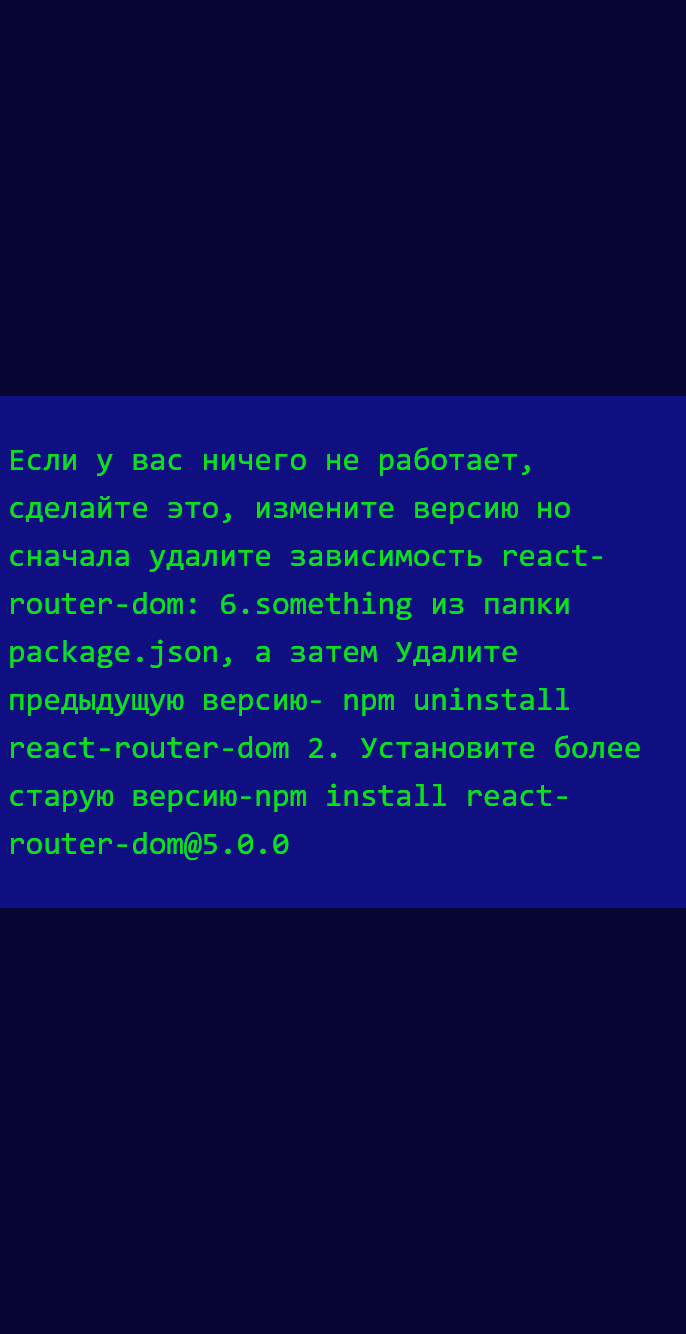 Если у вас ничего не работает,
сделайте это, измените версию но
сначала удалите зависимость react-
router-dom: 6.something из папки
package.json, а затем Удалите
предыдущую версию- npm uninstall
react-router-dom 2. Установите более
старую версию-npm install react-
router-dom@5.0.0